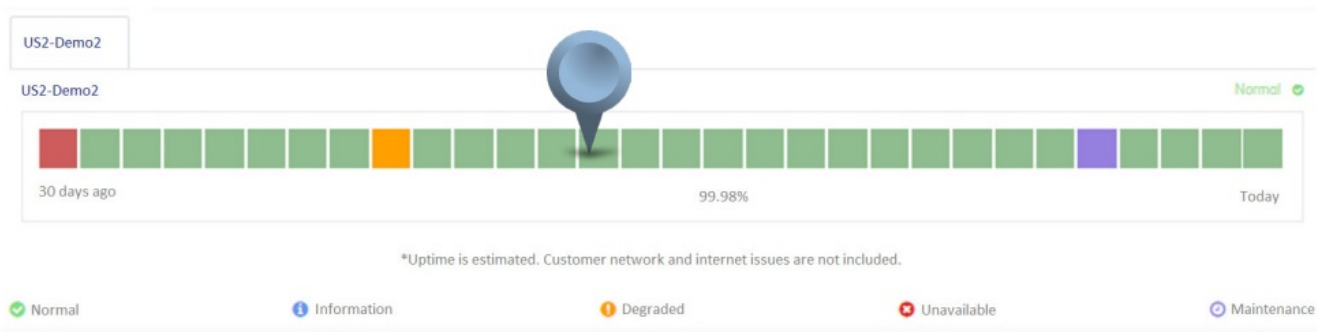 US2-Demo2
US2-Demo2
Normal
30 days ago
99.98%
Today
*Uptime is estimated. Customer network and internet issues are not included.
Normal
Information
Degraded
Unavailable
Maintenance